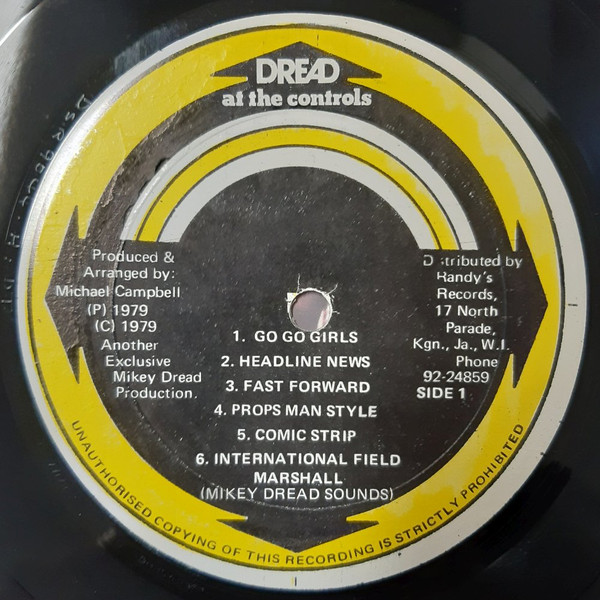 DREAD
at the controls
Produced &
Arranged by:
Michael Campbell
(P) 1979
(C) 1979
Another
Exclusive
Mikey Dread
Production.
Distributed by
Randy's
Records,
17 North
Parade,
Kgn., Ja., W.I.
Phone
92-24859
SIDE 1
1. GO GO GIRLS
2. HEADLINE NEWS
3. FAST FORWARD
4. PROPS MAN STYLE
5. COMIC STRIP
6. INTERNATIONAL FIELD
MARSHALL
(MIKEY DREAD SOUNDS)
UNAUTHORISED COPYING OF THIS RECORDING IS STRICTLY PROHIBITED